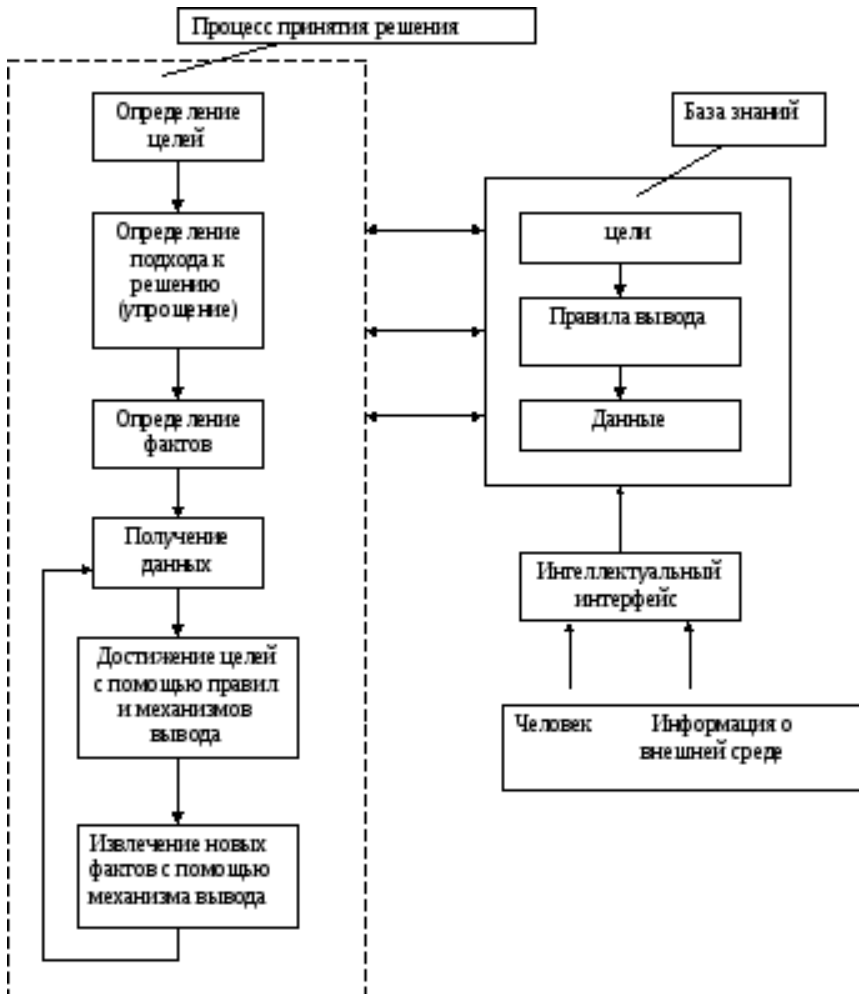 Процесс принятия решения
Определение
целей
Определение
подхода к
решению
(упрощение)
Определение
фактов
Получение
данных
Достижение целей
с помощью правил
и механизмов
вывода
Извлечение новых
фактов с помощью
механизма вывода
База знаний
цели
Правила вывода
Данные
Интеллектуальный
интерфейс
Человек
Информация о
внешней среде